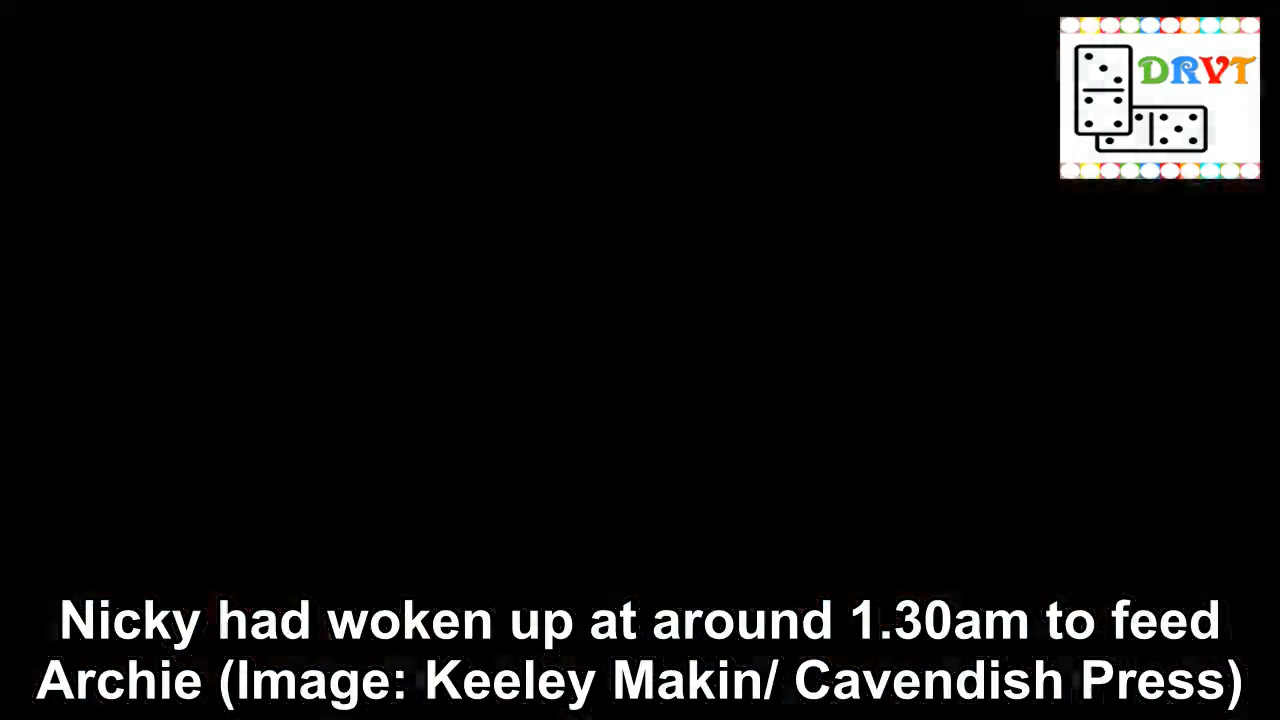 DRVT
Nicky had woken up at around 1.30am to feed
Archie (Image: Keeley Makin/ Cavendish Press)